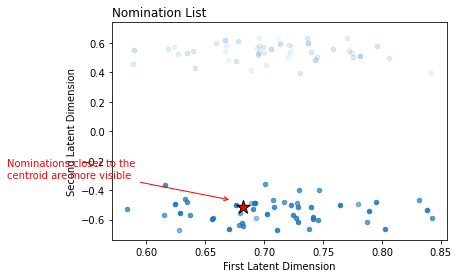 Nomination List
Second Latent Dimension
0.6
0.4
0.2
0.0
−0.2
−0.4
−0.6
Nominations closer to the
centroid are more visible
0.60
0.65
0.70
0.75
0.80
0.85
First Latent Dimension